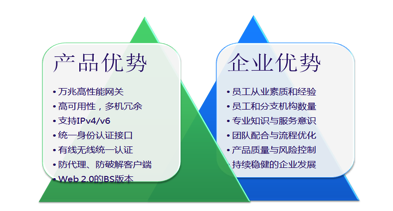 产品优势
• 万兆高性能网关
• 高可用性，多机冗余
• 支持IPv4/v6
• 统一身份认证接口
• 有线无线统一认证
• 防代理、防破解客户端
• Web 2.0的BS版本
企业优势
• 员工从业素质和经验
• 员工和分支机构数量
• 专业知识与服务意识
• 团队配合与流程优化
• 产品质量与风险控制
• 持续稳健的企业发展